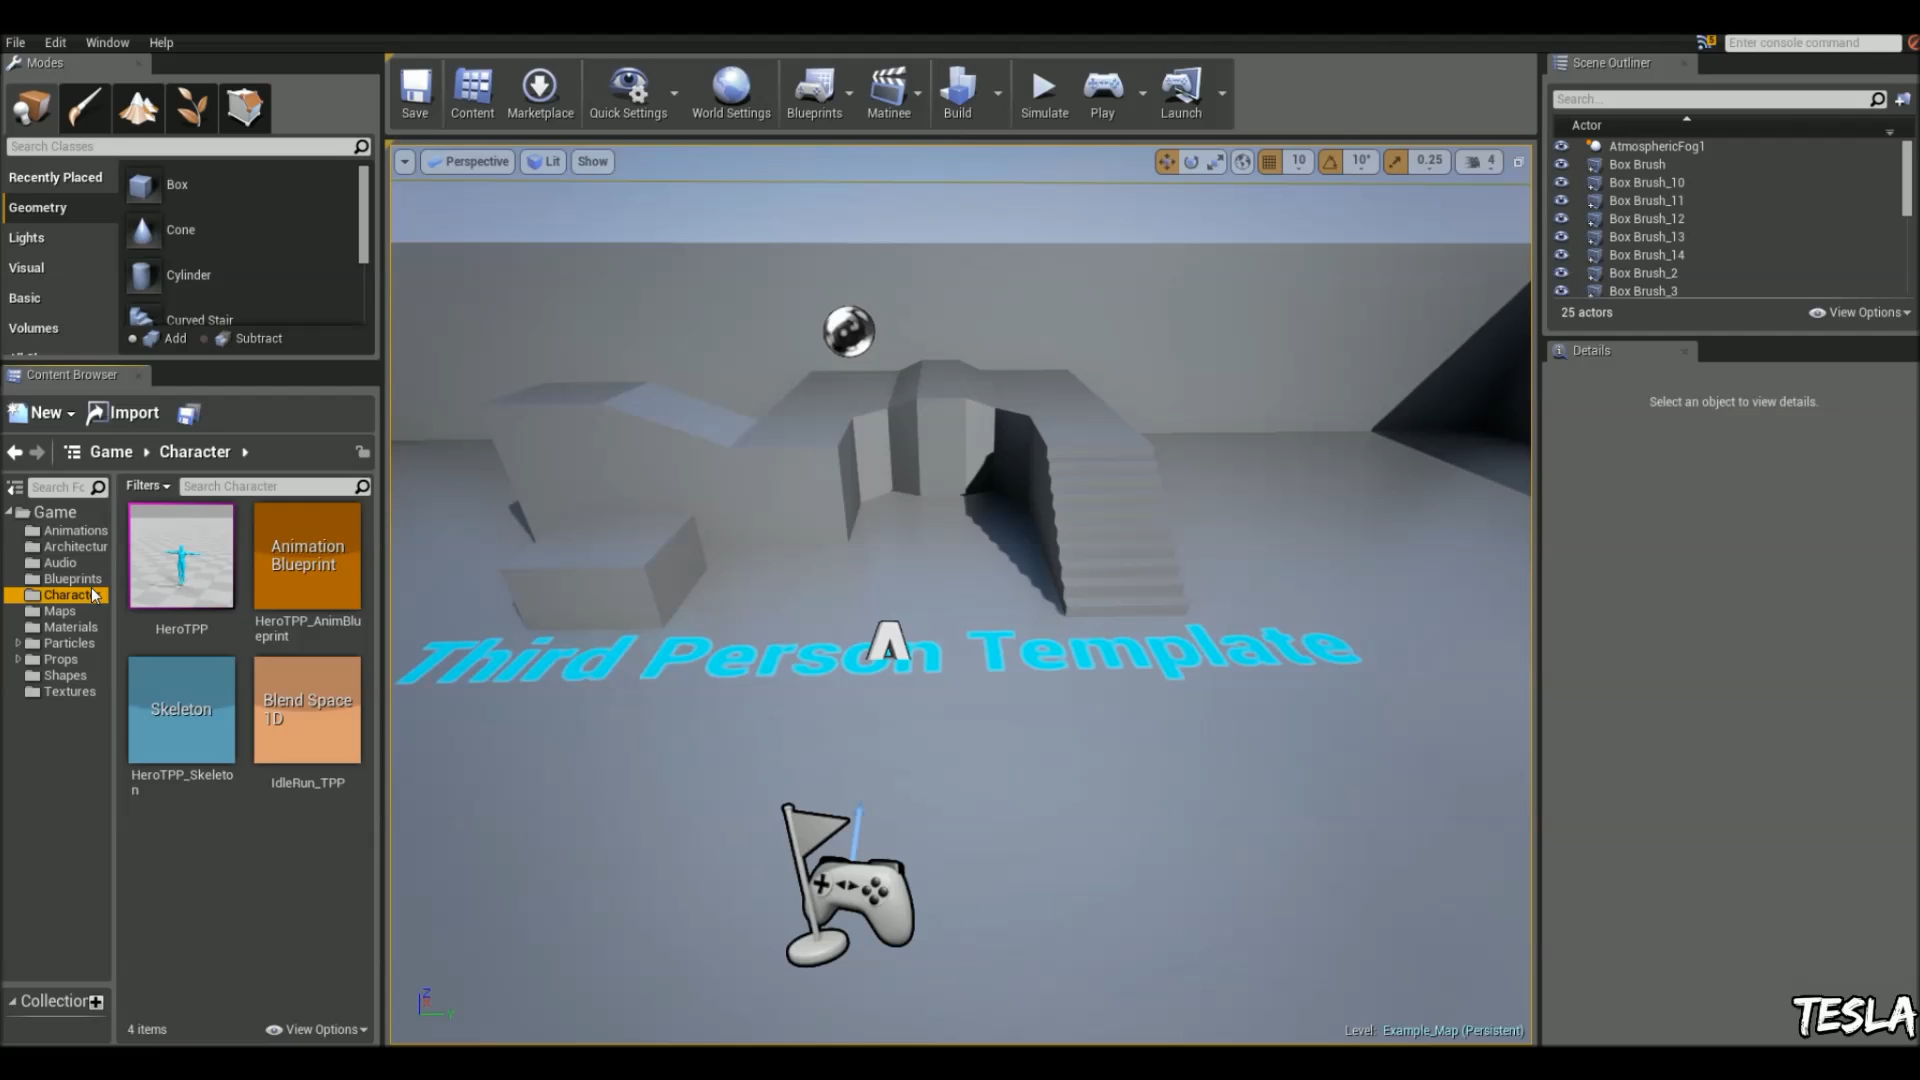 File Edit Window Help
Enter console command
Modes
Save Content Marketplace Quick Settings World Settings Blueprints Matinee Build Simulate Play Launch
Search Classes
Recently Placed
Geometry
Lights
Visual
Basic
Volumes
Box
Cone
Cylinder
Curved Stair
Add Subtract
Content Browser
New Import
Game Character
Filters Search Character
Game
Animations
Architectur
Audio
Blueprints
Charact
Maps
Materials
Particles
Props
Shapes
Textures
HeroTPP
Animation
Blueprint
HeroTPP_AnimBlu
eprint
Skeleton
HeroTPP_Skeleto
n
Blend Space
1D
IdleRun_TPP
Collection
4 items View Options
Perspective Lit Show
10 10° 0.25 4
Third Person Template
Level: Example_Map (Persistent)
Scene Outliner
Search...
Actor
AtmosphericFog1
Box Brush
Box Brush_10
Box Brush_11
Box Brush_12
Box Brush_13
Box Brush_14
Box Brush_2
Box Brush_3
25 actors View Options
Details
Select an object to view details.
TESLA